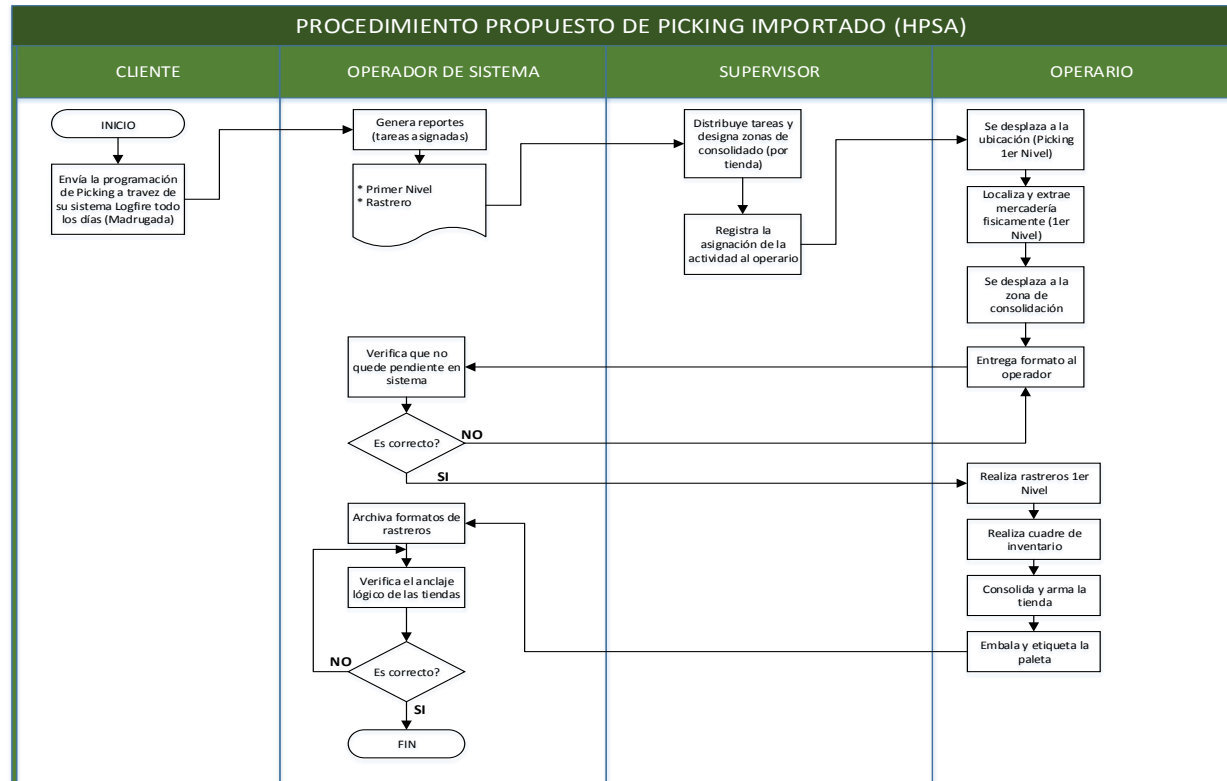 PROCEDIMIENTO PROPUESTO DE PICKING IMPORTADO (HPSA)
CLIENTE
OPERADOR DE SISTEMA
SUPERVISOR
OPERARIO
INICIO
Envía la programación
de Picking a travez de
su sistema Logfire todo
los días (Madrugada)
Genera reportes
(tareas asignadas)
* Primer Nivel
* Rastrero
Distribuye tareas y
designa zonas de
consolidado (por
tienda)
Registra la
asignación de la
actividad al operario
Se desplaza a la
ubicación (Picking
1er Nivel)
Localiza y extrae
mercadería
fisicamente (1er
Nivel)
Se desplaza a la
zona de
consolidación
Entrega formato al
operador
Verifica que no
quede pendiente en
sistema
Es correcto?
NO
SI
Realiza rastreros 1er
Nivel
Realiza cuadre de
inventario
Consolida y arma la
tienda
Embala y etiqueta la
paleta
Archiva formatos de
rastreros
Verifica el anclaje
lógico de las tiendas
Es correcto?
NO
SI
FIN